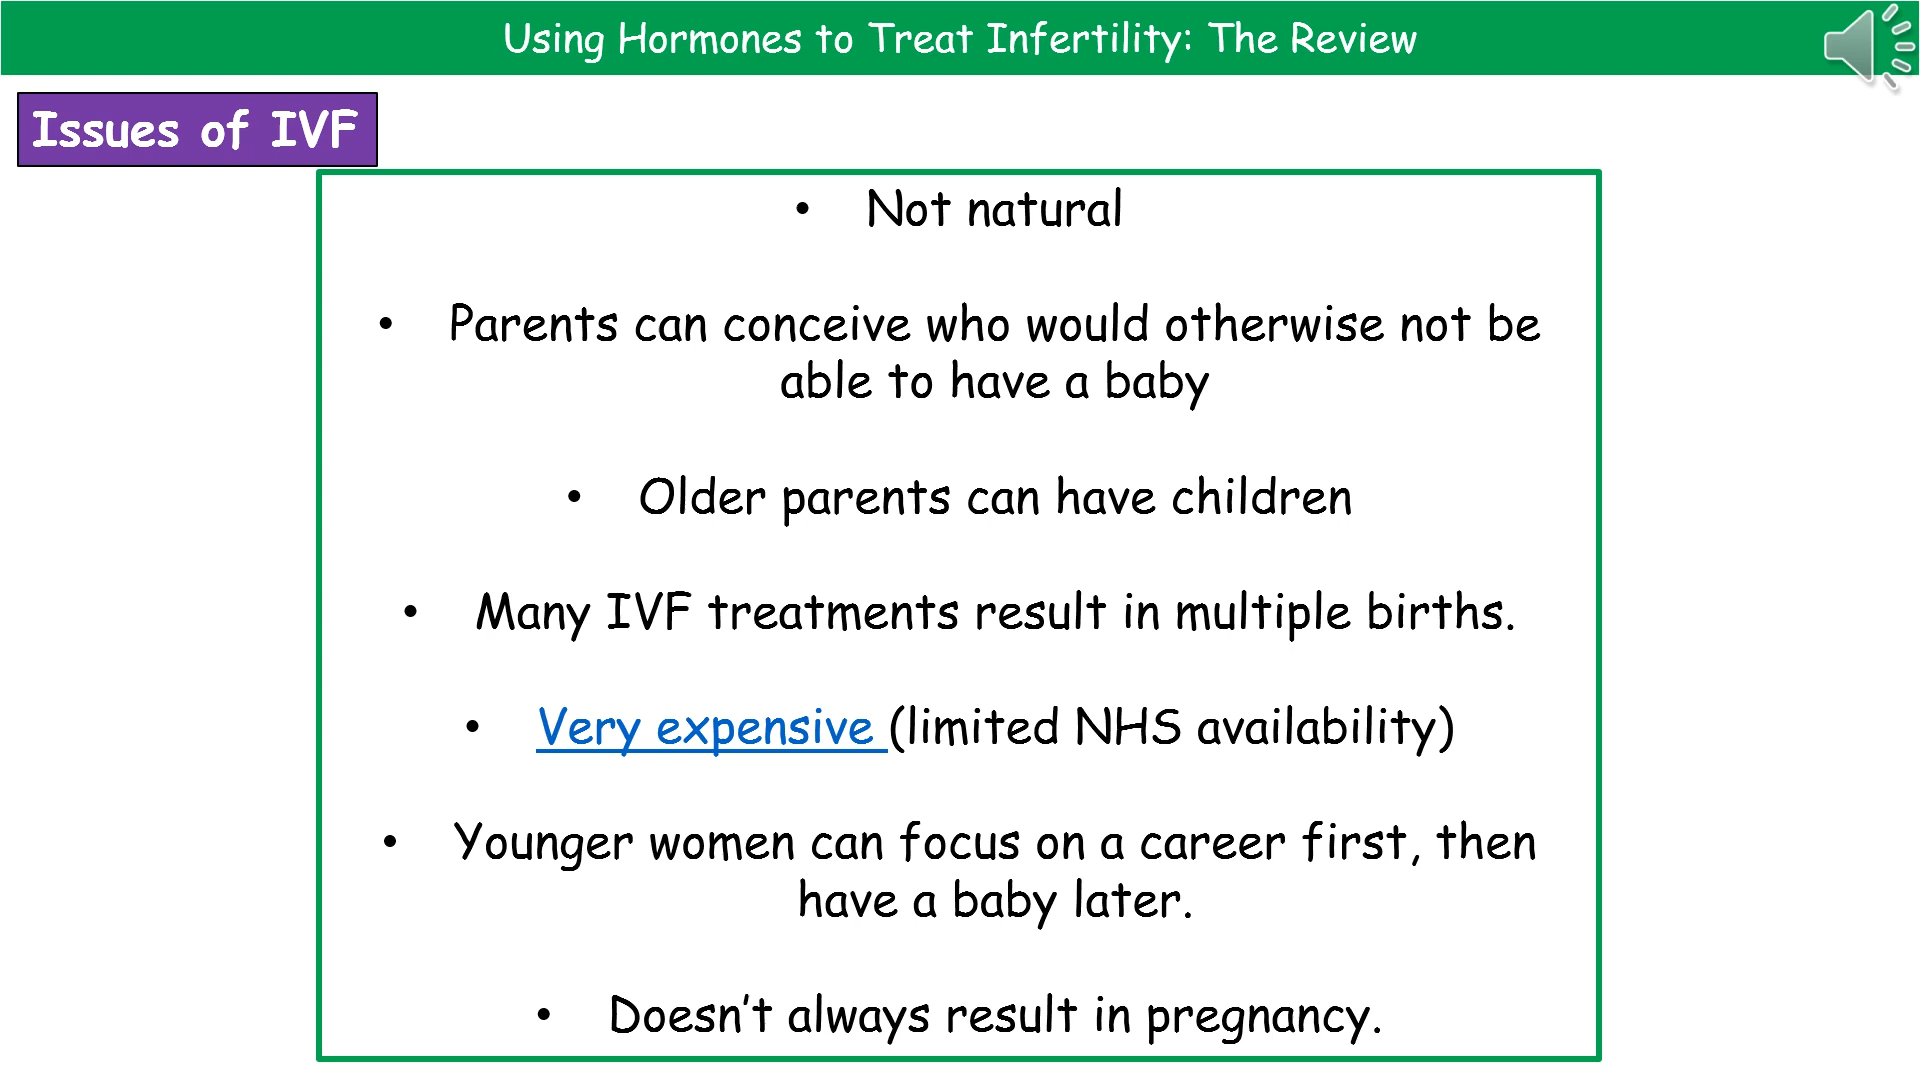 Using Hormones to Treat Infertility: The Review
Issues of IVF
• Not natural
• Parents can conceive who would otherwise not be
able to have a baby
• Older parents can have children
• Many IVF treatments result in multiple births.
• Very expensive (limited NHS availability)
• Younger women can focus on a career first, then
have a baby later.
• Doesn’t always result in pregnancy.